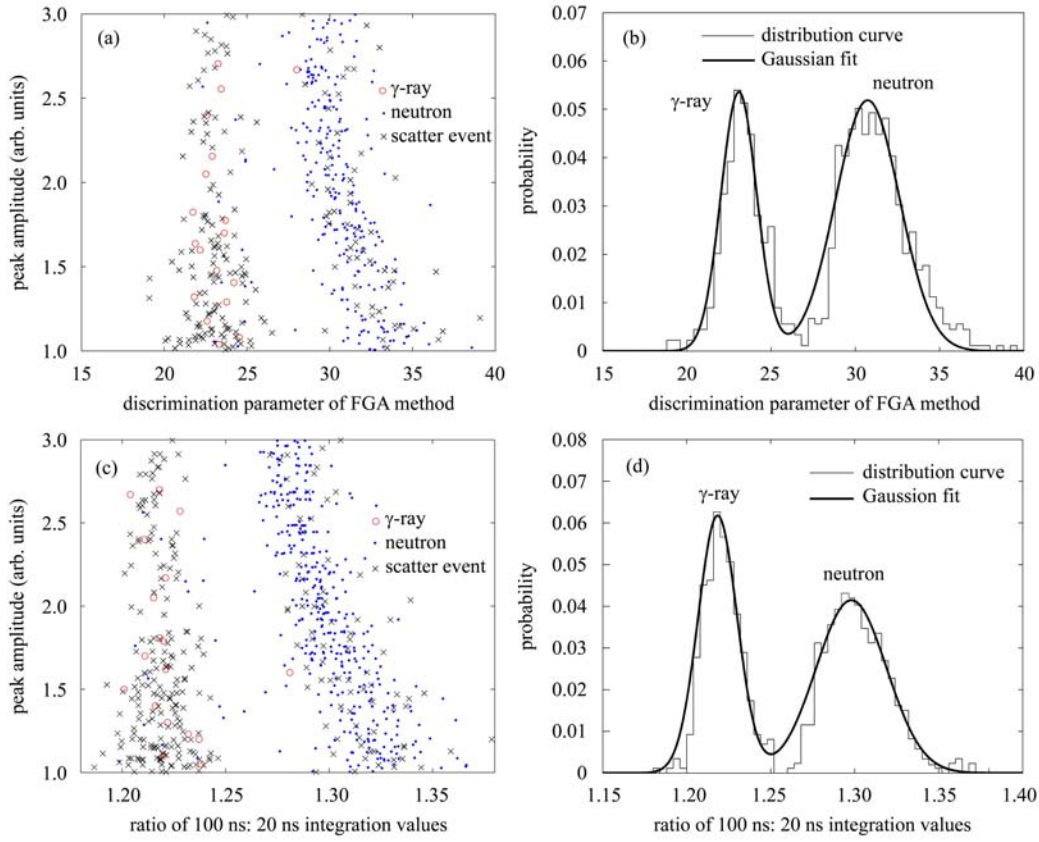 (a)
γ-ray
neutron
scatter event
3.0
2.5
2.0
1.5
1.0
peak amplitude (arb. units)
15 20 25 30 35 40
discrimination parameter of FGA method
(b)
distribution curve
Gaussian fit
γ-ray
neutron
0.07
0.06
0.05
0.04
0.03
0.02
0.01
0
probability
15 20 25 30 35 40
discrimination parameter of FGA method
(c)
γ-ray
neutron
scatter event
3.0
2.5
2.0
1.5
1.0
peak amplitude (arb. units)
1.20 1.25 1.30 1.35
ratio of 100 ns: 20 ns integration values
(d)
distribution curve
Gaussian fit
γ-ray
neutron
0.08
0.07
0.06
0.05
0.04
0.03
0.02
0.01
0
probability
1.15 1.20 1.25 1.30 1.35 1.40
ratio of 100 ns: 20 ns integration values